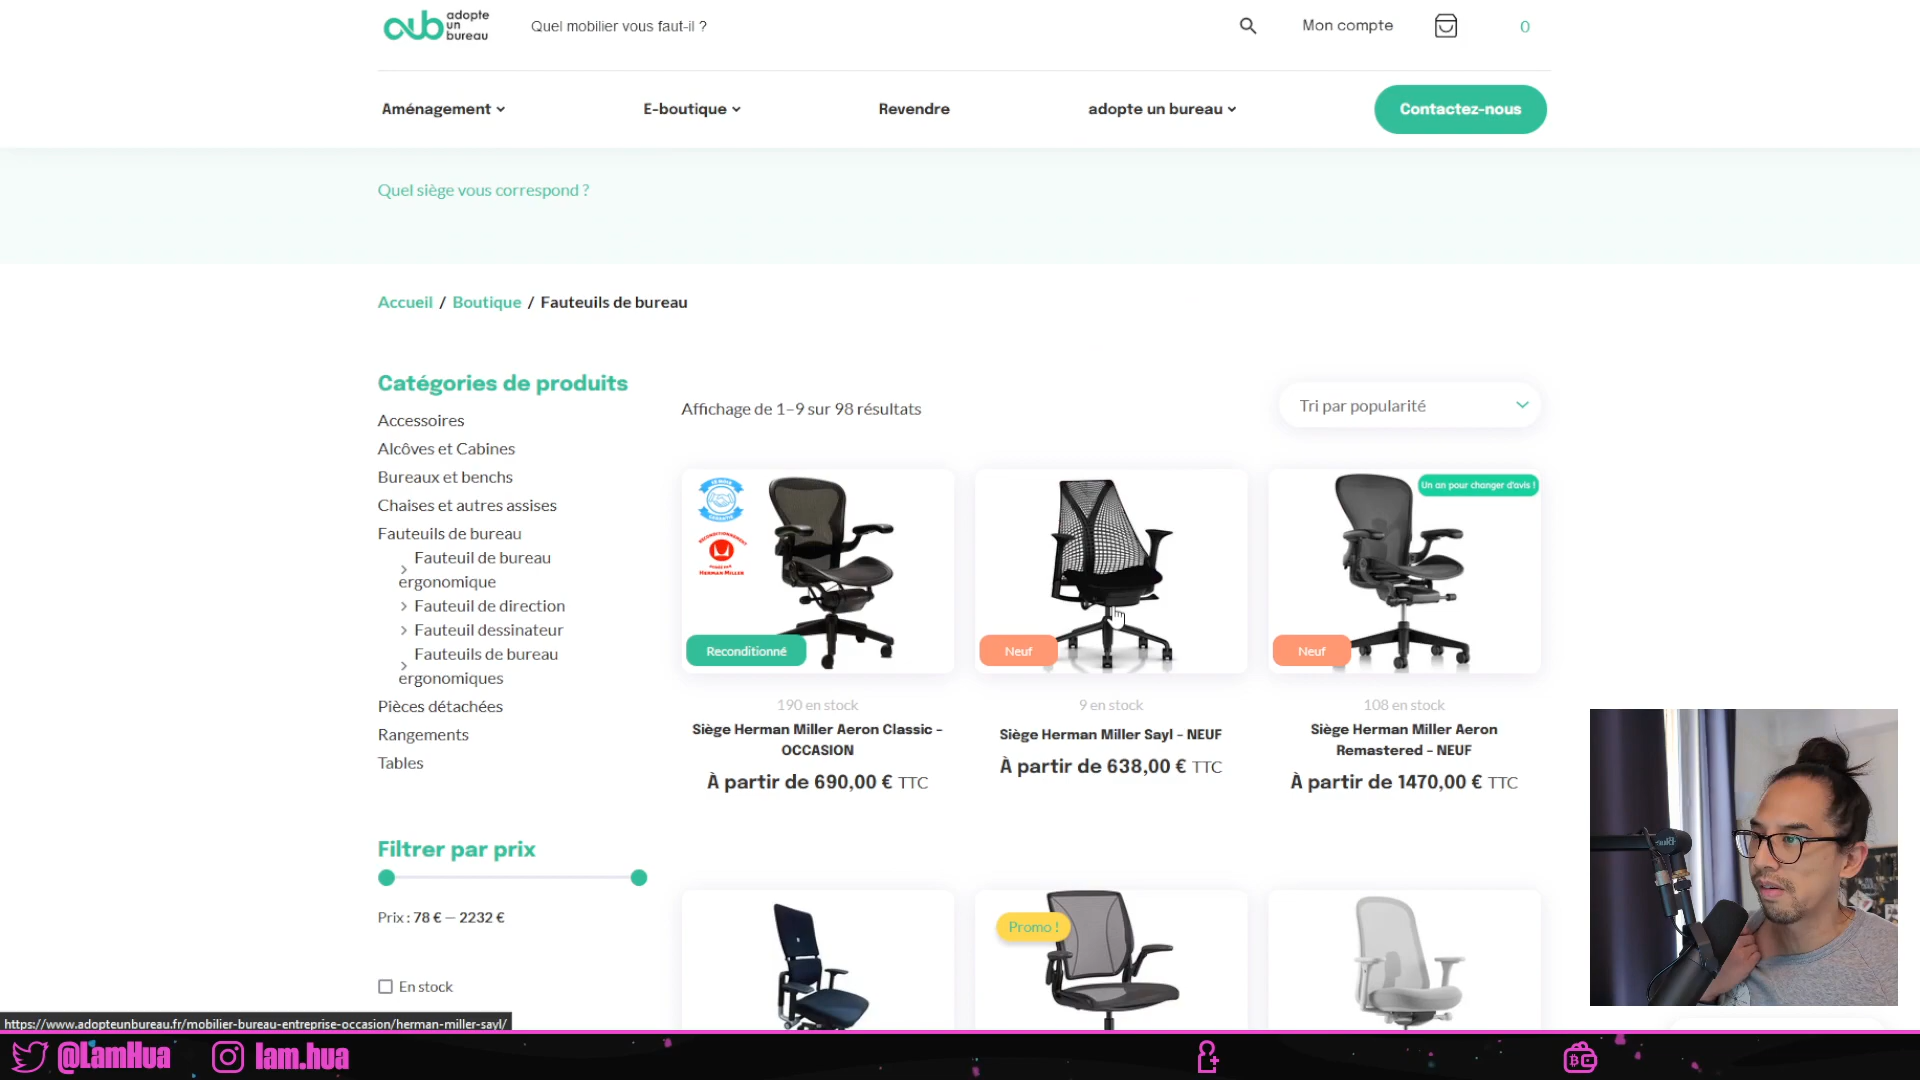 adopte
un
bureau
Quel mobilier vous faut-il ?
Mon compte
0
Aménagement
E-boutique
Revendre
adopte un bureau
Contactez-nous
Quel siège vous correspond ?
Accueil / Boutique / Fauteuils de bureau
Catégories de produits
Accessoires
Alcôves et Cabines
Bureaux et benchs
Chaises et autres assises
Fauteuils de bureau
Fauteuil de bureau
ergonomique
Fauteuil de direction
Fauteuil dessinateur
Fauteuils de bureau
ergonomiques
Pièces détachées
Rangements
Tables
Filtrer par prix
Prix : 78 € — 2232 €
En stock
Affichage de 1–9 sur 98 résultats
Tri par popularité
HERMAN MILLER
Reconditionné
190 en stock
Siège Herman Miller Aeron Classic –
OCCASION
À partir de 690,00 € TTC
Neuf
9 en stock
Siège Herman Miller Sayl – NEUF
À partir de 638,00 € TTC
Un an pour changer d'avis !
Neuf
108 en stock
Siège Herman Miller Aeron
Remastered – NEUF
À partir de 1470,00 € TTC
Promo !
https://www.adopteunbureau.fr/mobilier-bureau-entreprise-occasion/herman-miller-sayl/
@LamHua
lam.hua